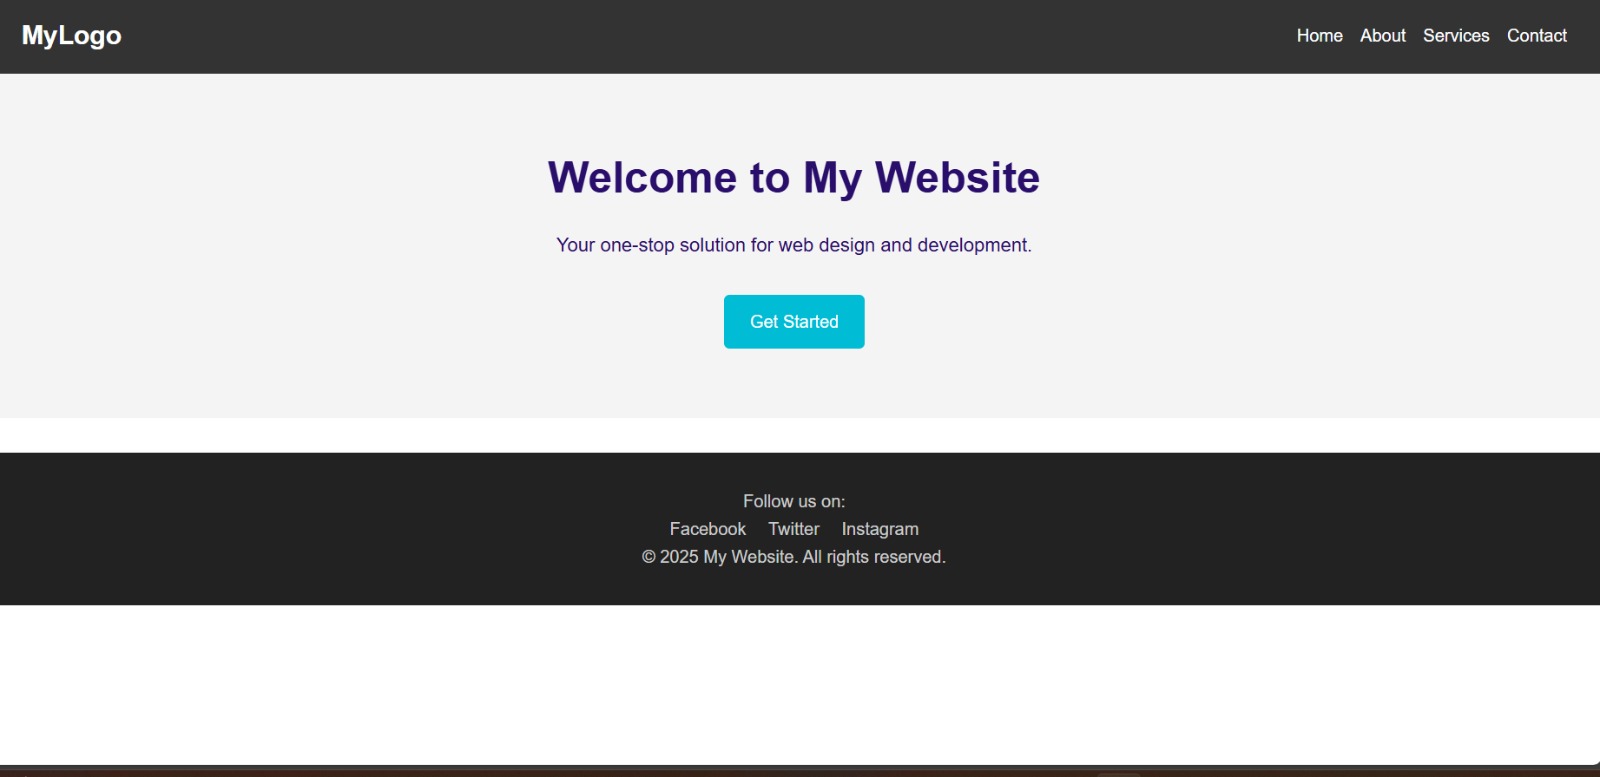 MyLogo
Home About Services Contact
Welcome to My Website
Your one-stop solution for web design and development.
Get Started
Follow us on:
Facebook Twitter Instagram
© 2025 My Website. All rights reserved.